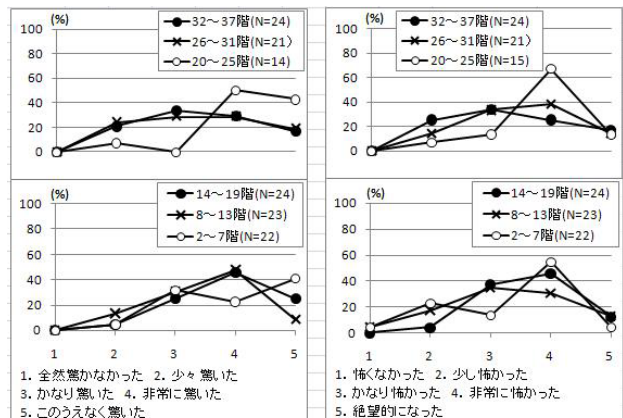 (%)
100
80
60
40
20
0
32～37階(N=24)
26～31階(N=21)
20～25階(N=14)
(%)
100
80
60
40
20
0
32～37階(N=24)
26～31階(N=21)
20～25階(N=15)
(%)
100
80
60
40
20
0
14～19階(N=24)
8～13階(N=23)
2～7階(N=22)
1 2 3 4 5
(%)
100
80
60
40
20
0
14～19階(N=24)
8～13階(N=23)
2～7階(N=22)
1 2 3 4 5
1. 全然驚かなかった 2. 少々驚いた
3. かなり驚いた 4. 非常に驚いた
5. このうえなく驚いた
1. 怖くなかった 2. 少し怖かった
3. かなり怖かった 4. 非常に怖かった
5. 絶望的になった